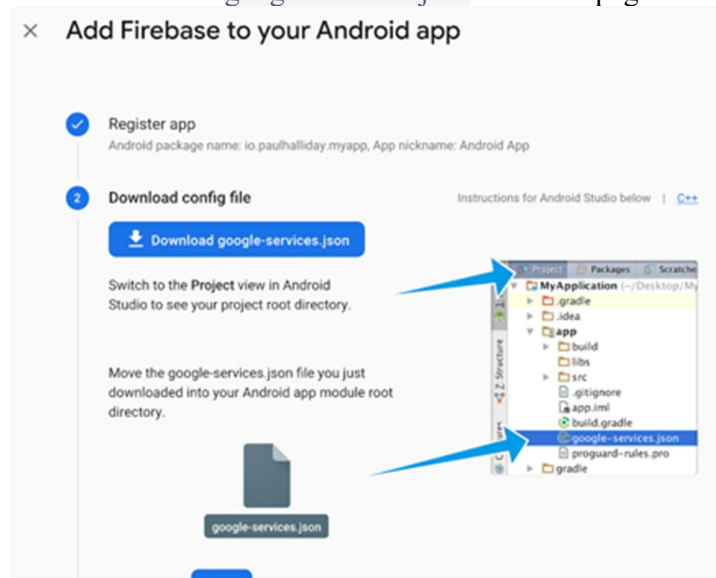 Add Firebase to your Android app
Register app
Android package name: io.paulhalliday.myapp, App nickname: Android App
2 Download config file
Instructions for Android Studio below | C++
Download google-services.json
Switch to the Project view in Android
Studio to see your project root directory.
Move the google-services.json file you just
downloaded into your Android app module root
directory.
google-services.json
Project Packages Scratche
MyApplication (~/Desktop/My
.gradle
.idea
app
build
libs
src
.gitignore
app.iml
build.gradle
google-services.json
proguard-rules.pro
gradle
Z: Structure